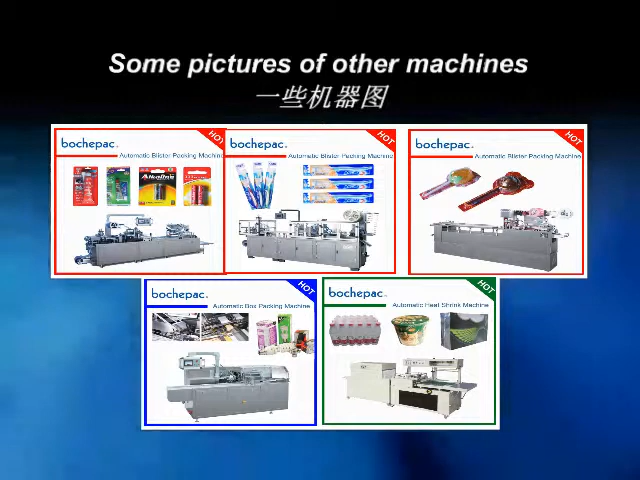 Some pictures of other machines
一些机器图
HOT
bochepac
Automatic Blister Packing Machine
HOT
bochepac
Automatic Blister Packing Machine
HOT
bochepac
Automatic Blister Packing Machine
HOT
bochepac
Automatic Box Packing Machine
HOT
bochepac
Automatic Heat Shrink Machine